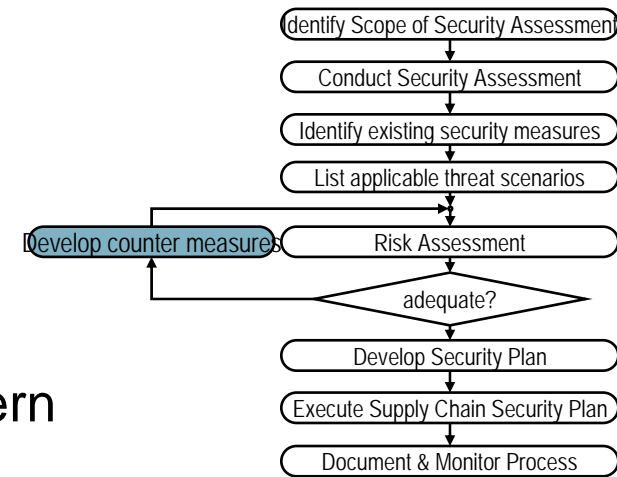 Identify Scope of Security Assessment
Conduct Security Assessment
Identify existing security measures
List applicable threat scenarios
Develop counter measures
Risk Assessment
adequate?
Develop Security Plan
ern
Execute Supply Chain Security Plan
Document & Monitor Process